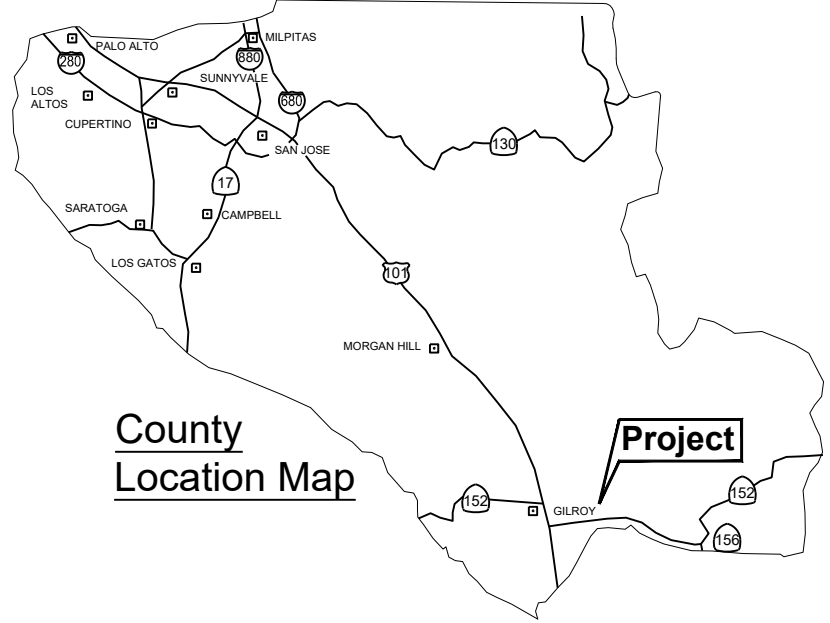 PALO ALTO
MILPITAS
280
880
SUNNYVALE
LOS
ALTOS
680
CUPERTINO
SAN JOSE
130
17
SARATOGA
CAMPBELL
LOS GATOS
101
MORGAN HILL
County
Location Map
Project
152
GILROY
152
156